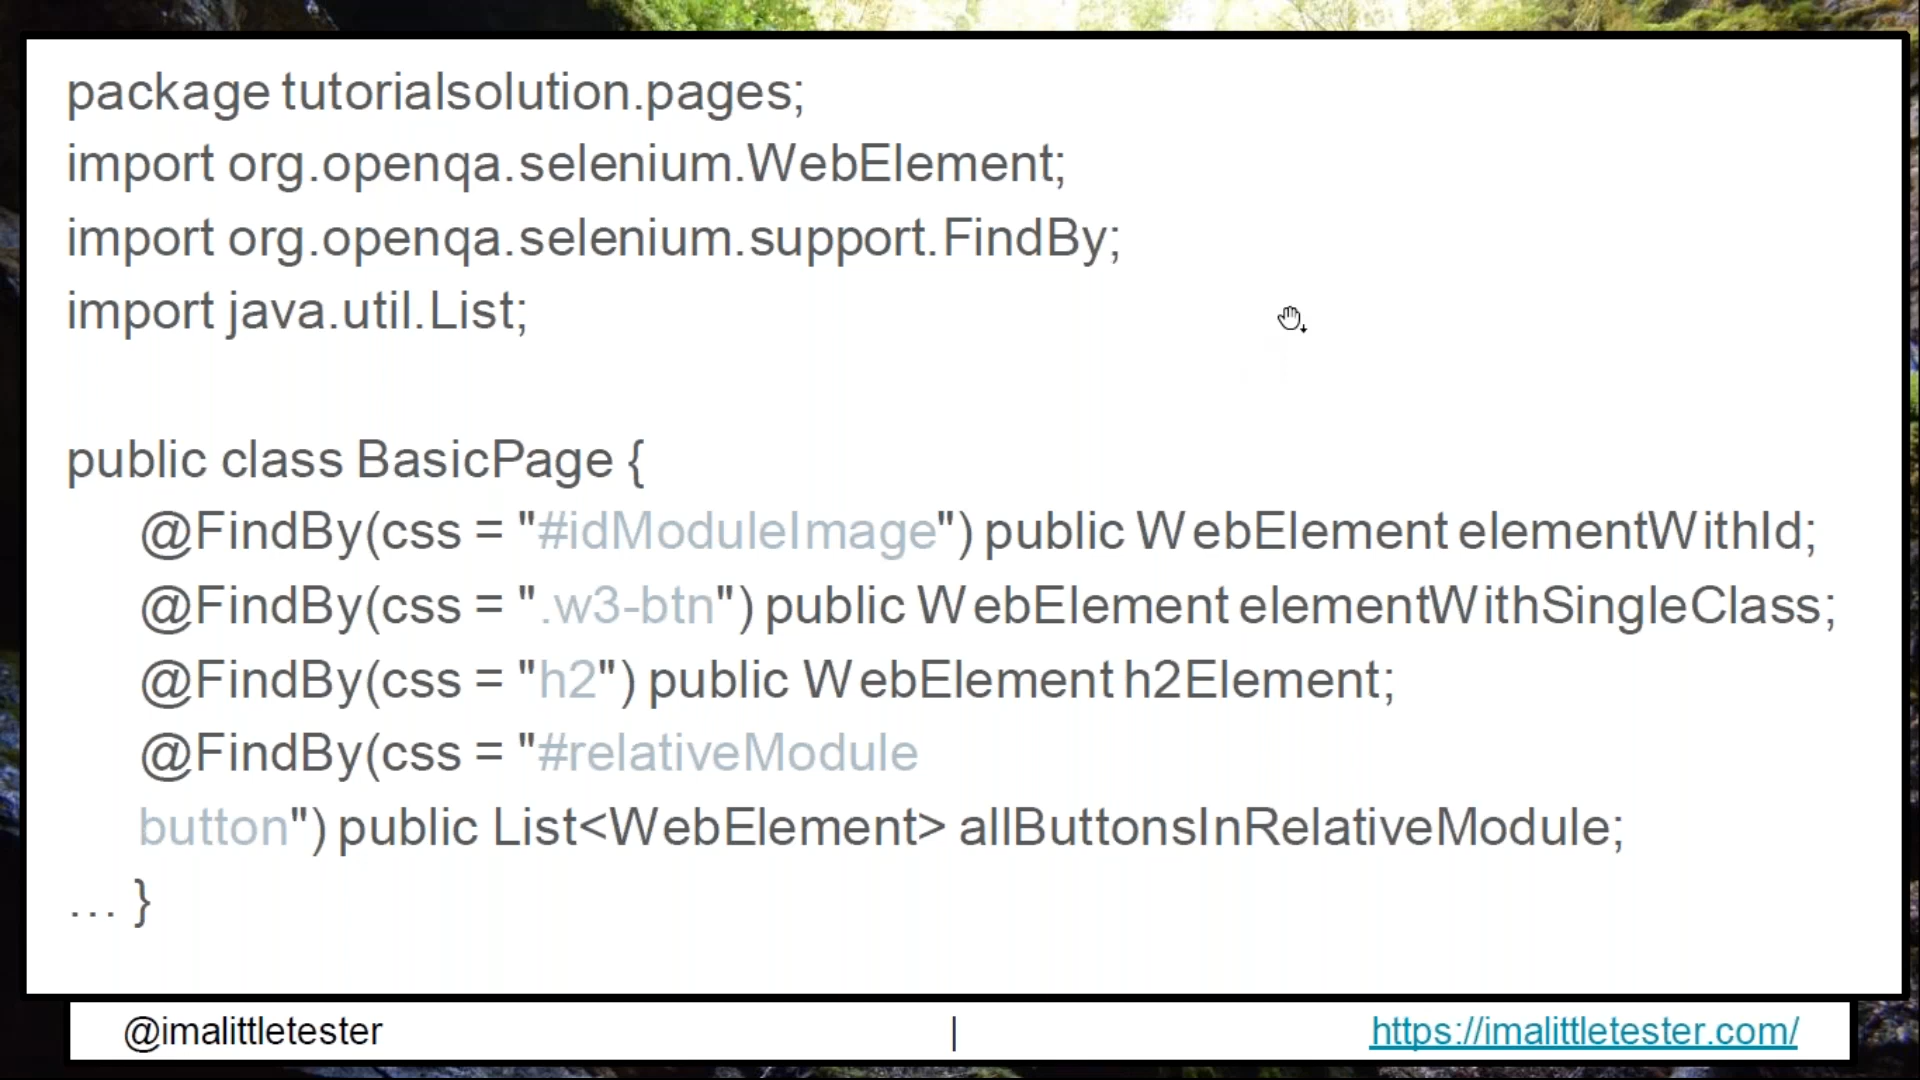 package tutorialsolution.pages;
import org.openqa.selenium.WebElement;
import org.openqa.selenium.support.FindBy;
import java.util.List;
public class BasicPage {
@FindBy(css = "#idModuleImage") public WebElement elementWithId;
@FindBy(css = ".w3-btn") public WebElement elementWithSingleClass;
@FindBy(css = "h2") public WebElement h2Element;
@FindBy(css = "#relativeModule
button") public List<WebElement> allButtonsInRelativeModule;
… }
@imalittletester | https://imalittletester.com/